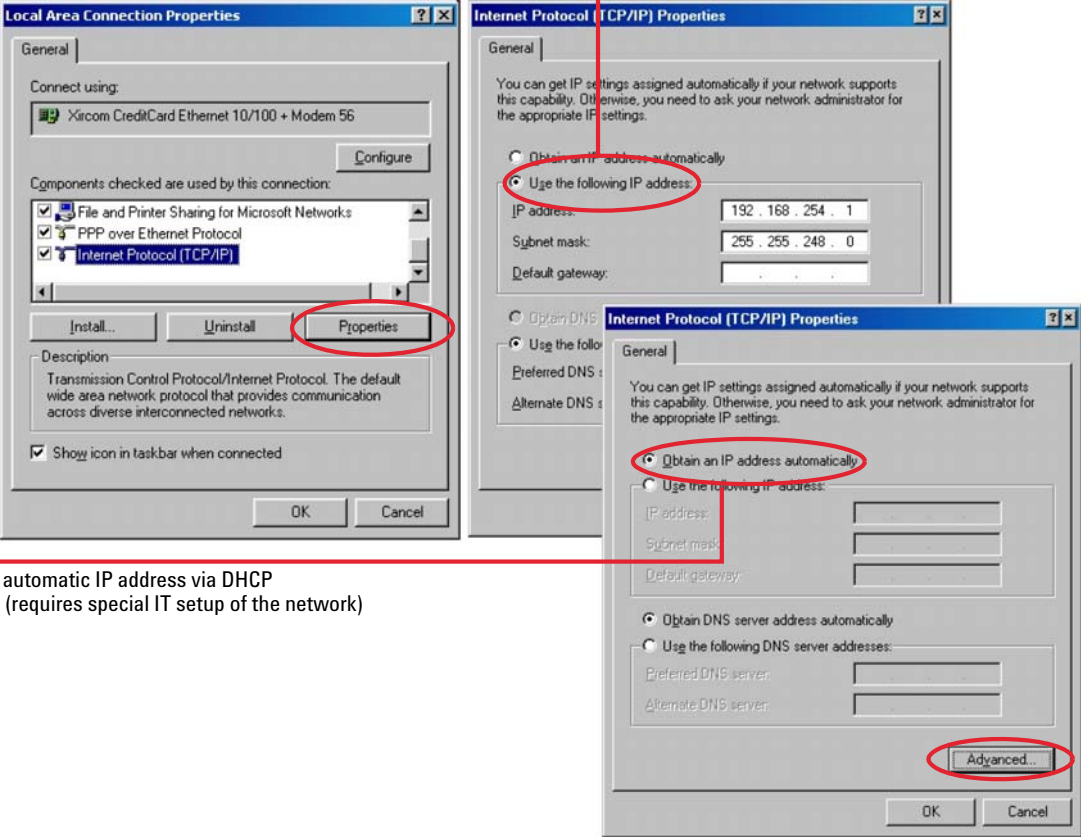 Local Area Connection Properties
General
Connect using:
Xircom CreditCard Ethernet 10/100 + Modem 56
Configure
Components checked are used by this connection:
File and Printer Sharing for Microsoft Networks
PPP over Ethernet Protocol
Internet Protocol (TCP/IP)
Install...
Uninstall
Properties
Description
Transmission Control Protocol/Internet Protocol. The default
wide area network protocol that provides communication
across diverse interconnected networks.
Show icon in taskbar when connected
OK
Cancel
Internet Protocol (TCP/IP) Properties
General
You can get IP settings assigned automatically if your network supports
this capability. Otherwise, you need to ask your network administrator for
the appropriate IP settings.
Obtain an IP address automatically
Use the following IP address:
IP address:
192 . 168 . 254 . 1
Subnet mask:
255 . 255 . 248 . 0
Default gateway:
Obtain DNS
Use the follo
Preferred DNS s
Alternate DNS s
Internet Protocol (TCP/IP) Properties
General
You can get IP settings assigned automatically if your network supports
this capability. Otherwise, you need to ask your network administrator for
the appropriate IP settings.
Obtain an IP address automatically
Use the following IP address:
IP address:
Subnet mask
Default gateway:
Obtain DNS server address automatically
Use the following DNS server addresses:
Preferred DNS server:
Alternate DNS server:
Advanced...
OK
Cancel
automatic IP address via DHCP
(requires special IT setup of the network)